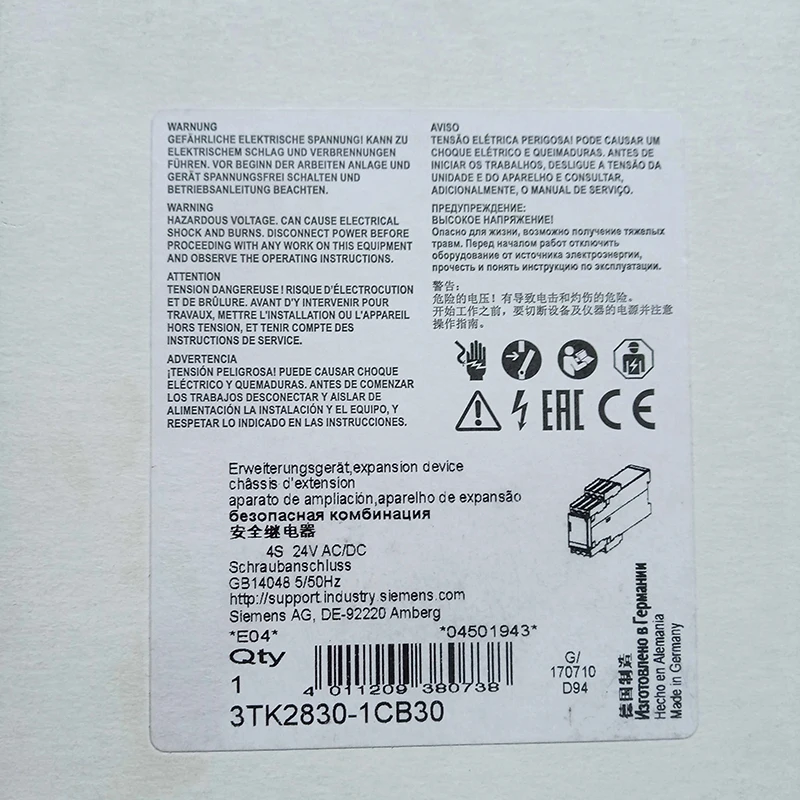 WARNUNG
GEFÄHRLICHE ELEKTRISCHE SPANNUNG! KANN ZU
ELEKTRISCHEM SCHLAG UND VERBRENNUNGEN
FÜHREN. VOR BEGINN DER ARBEITEN ANLAGE UND
GERÄT SPANNUNGSFREI SCHALTEN UND
BETRIEBSANLEITUNG BEACHTEN.
WARNING
HAZARDOUS VOLTAGE. CAN CAUSE ELECTRICAL
SHOCK AND BURNS. DISCONNECT POWER BEFORE
PROCEEDING WITH ANY WORK ON THIS EQUIPMENT
AND OBSERVE THE OPERATING INSTRUCTIONS.
ATTENTION
TENSION DANGEREUSE ! RISQUE D'ÉLECTROCUTION
ET DE BRÛLURE. AVANT D'Y INTERVENIR POUR
TRAVAUX, METTRE L'INSTALLATION OU L'APPAREIL
HORS TENSION, ET TENIR COMPTE DES
INSTRUCTIONS DE SERVICE.
ADVERTENCIA
¡TENSIÓN PELIGROSA! PUEDE CAUSAR CHOQUE
ELÉCTRICO Y QUEMADURAS. ANTES DE COMENZAR
LOS TRABAJOS DESCONECTAR Y AISLAR DE
ALIMENTACIÓN LA INSTALACIÓN Y EL EQUIPO, Y
RESPETAR LO INDICADO EN LAS INSTRUCCIONES.
AVISO
TENSÃO ELÉTRICA PERIGOSA! PODE CAUSAR UM
CHOQUE ELÉTRICO E QUEIMADURAS. ANTES DE
INICIAR OS TRABALHOS, DESLIGUE A TENSÃO DA
UNIDADE E DO APARELHO E CONSULTAR,
ADICIONALMENTE, O MANUAL DE SERVIÇO.
ПРЕДУПРЕЖДЕНИЕ:
ВЫСОКОЕ НАПРЯЖЕНИЕ!
Опасно для жизни, возможно получение тяжелых
травм. Перед началом работ отключить
оборудование от источника электроэнергии,
прочесть и понять инструкцию по эксплуатации.
警告:
危险的电压! 有导致电击和灼伤的危险。
开始工作之前，要切断设备及仪器的电源并注意
操作指南。
EAC CE
Erweiterungsgerät,expansion device
châssis d'extension
aparato de ampliación,aparelho de expansão
безопасная комбинация
安全继电器
4S 24V AC/DC
Schraubanschluss
GB14048 5/50Hz
http://support.industry.siemens.com
Siemens AG, DE-92220 Amberg
*E04* *04501943*
Qty
1
4 011209 380738
3TK2830-1CB30
G/
170710
D94
德国制造
Изготовлено в Германии
Hecho en Alemania
Made in Germany